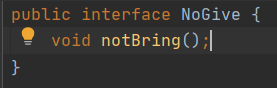 public interface NoGive {
    void notBring();
}